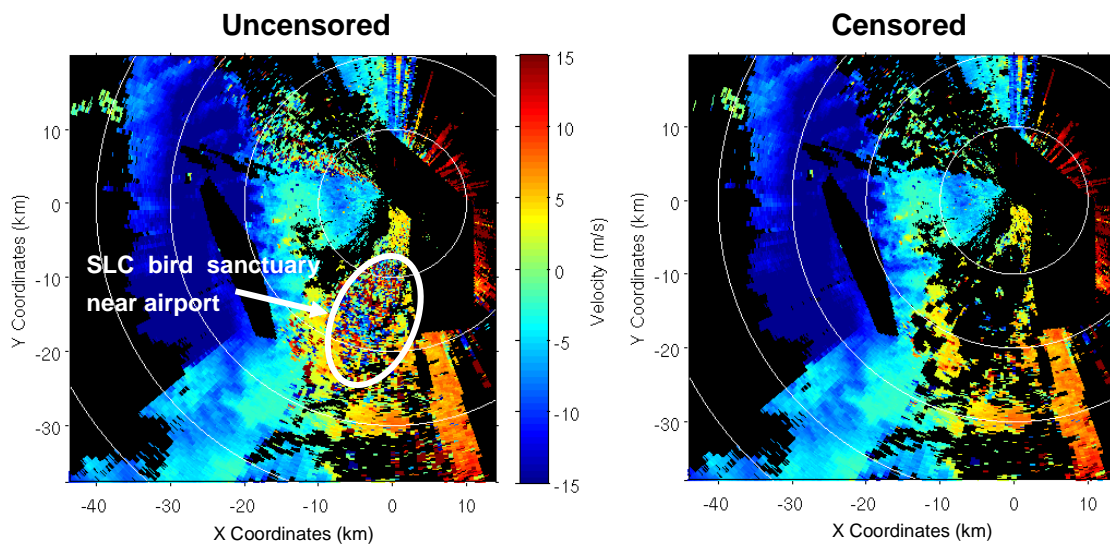 Uncensored
Censored
10
0
-10
-20
-30
Y Coordinates (km)
SLC bird sanctuary
near airport
-40 -30 -20 -10 0 10
X Coordinates (km)
15
10
5
0
-5
-10
-15
Velocity (m/s)
10
0
-10
-20
-30
Y Coordinates (km)
-40 -30 -20 -10 0 10
X Coordinates (km)